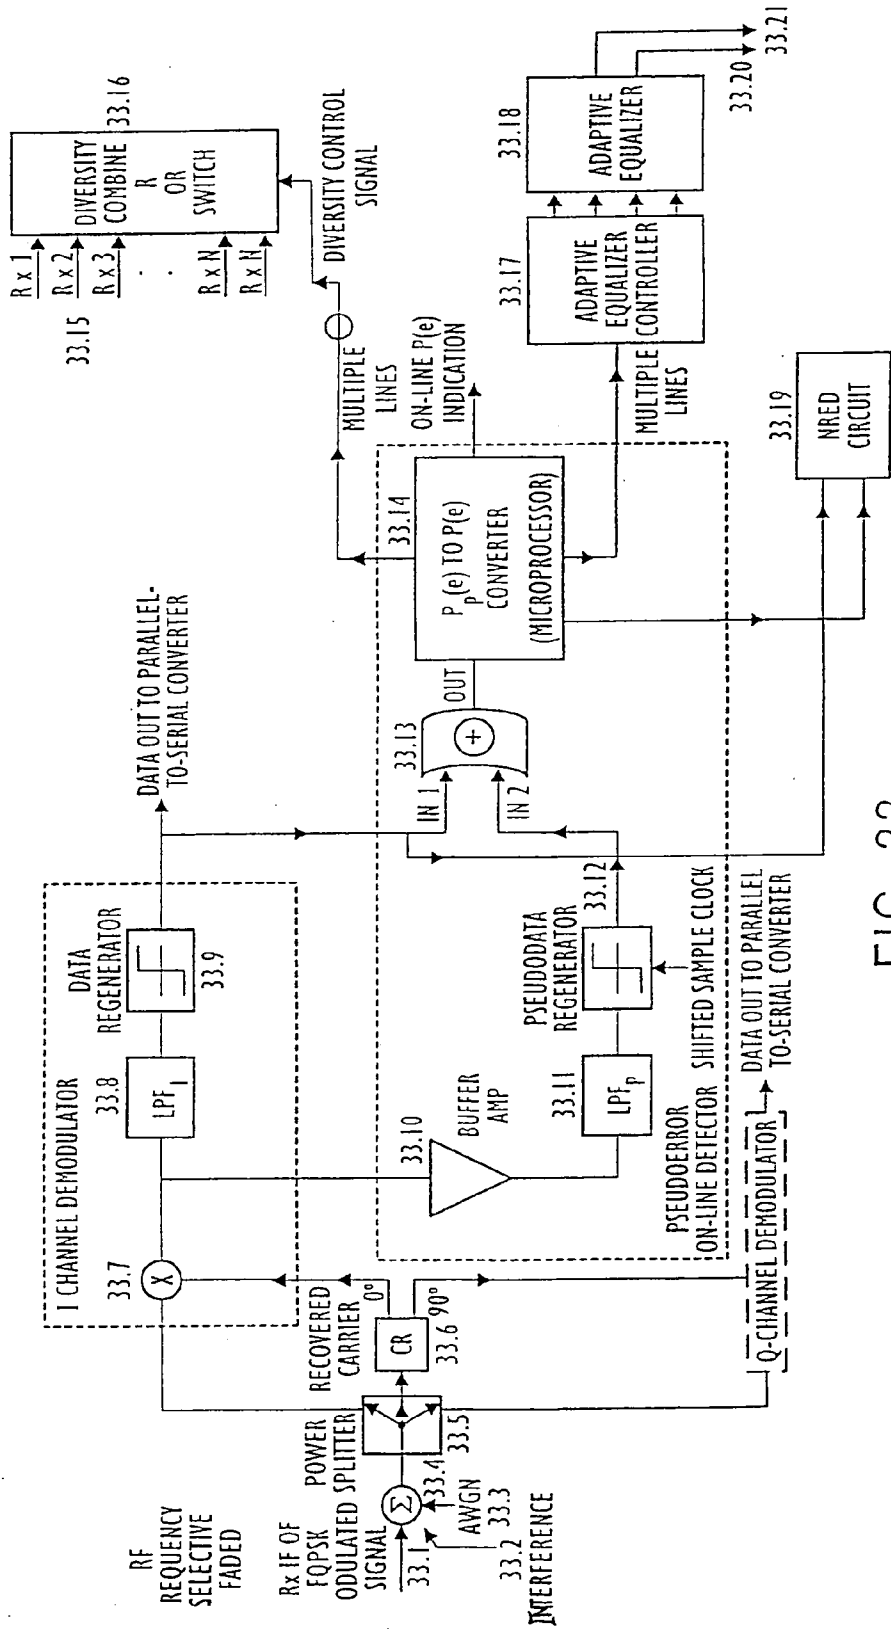 RF
REQUENCY
SELECTIVE
FADED
Rx IF OF
FQPSK
ODULATED
SIGNAL
33.1
33.2
INTERFERENCE
AWGN
33.3
Σ
33.4
POWER
SPLITTER
33.5
RECOVERED
CARRIER
CR
33.6
0°
90°
I CHANNEL DEMODULATOR
33.7
X
33.8
LPF I
DATA
REGENERATOR
33.9
DATA OUT TO PARALLEL-
TO-SERIAL CONVERTER
33.10
BUFFER
AMP
33.11
LPF p
PSEUDODATA
REGENERATOR
33.12
SHIFTED SAMPLE CLOCK
PSEUDOERROR
ON-LINE DETECTOR
Q-CHANNEL DEMODULATOR
DATA OUT TO PARALLEL
TO-SERIAL CONVERTER
IN 1
IN 2
33.13
+
OUT
33.14
P p (e) TO P(e)
CONVERTER
(MICROPROCESSOR)
ON-LINE P(e)
INDICATION
MULTIPLE
LINES
DIVERSITY CONTROL
SIGNAL
33.15
Rx 1
Rx 2
Rx 3
. .
Rx N
Rx N
DIVERSITY
COMBINE
R
OR
SWITCH
33.16
MULTIPLE
LINES
33.17
ADAPTIVE
EQUALIZER
CONTROLLER
33.18
ADAPTIVE
EQUALIZER
33.19
NRED
CIRCUIT
33.20
33.21